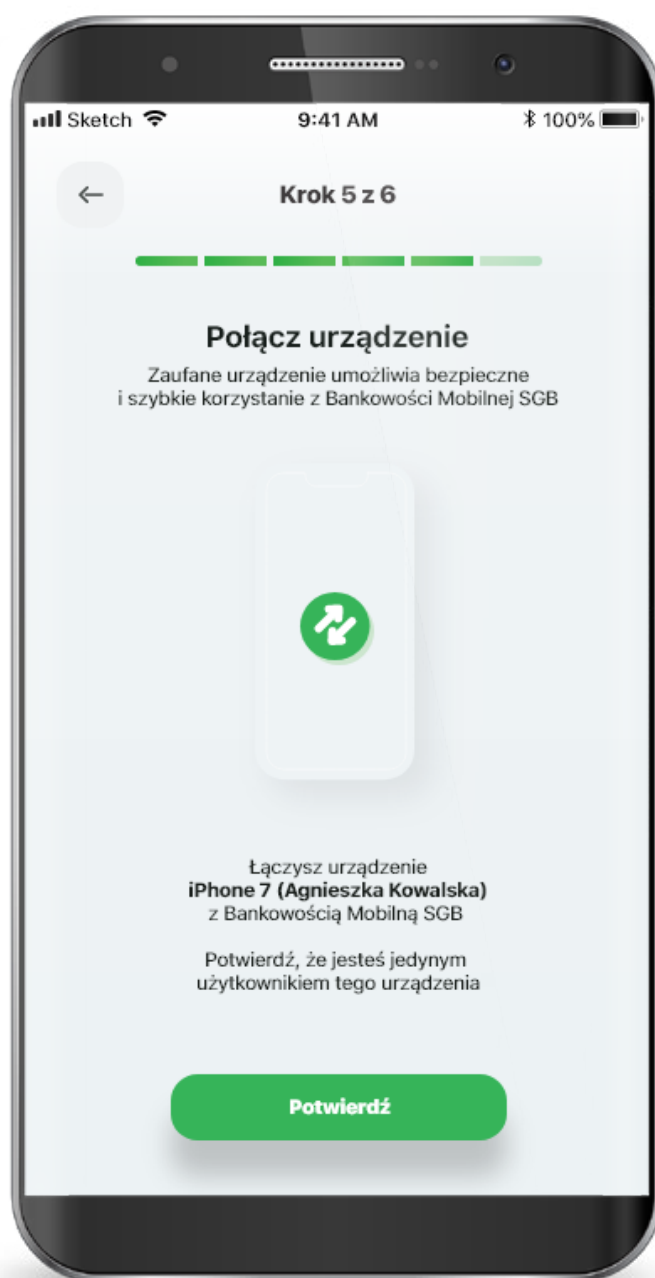 Sketch 9:41 AM 100%
Krok 5 z 6
Połącz urządzenie
Zaufane urządzenie umożliwia bezpieczne
i szybkie korzystanie z Bankowości Mobilnej SGB
Łączysz urządzenie
iPhone 7 (Agnieszka Kowalska)
z Bankowością Mobilną SGB
Potwierdź, że jesteś jedynym
użytkownikiem tego urządzenia
Potwierdź